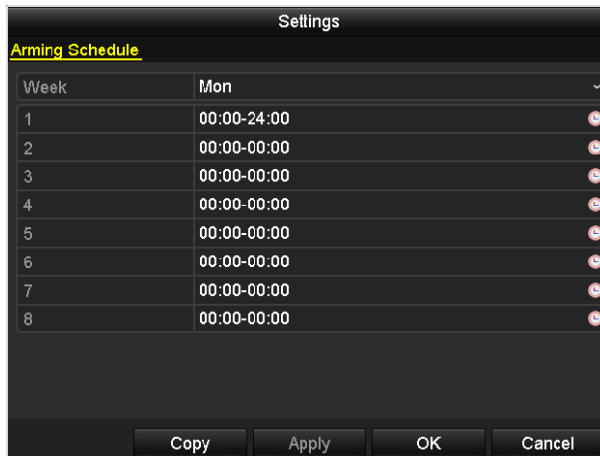 Settings
Arming Schedule
Week Mon
1 00:00-24:00
2 00:00-00:00
3 00:00-00:00
4 00:00-00:00
5 00:00-00:00
6 00:00-00:00
7 00:00-00:00
8 00:00-00:00
Copy Apply OK Cancel